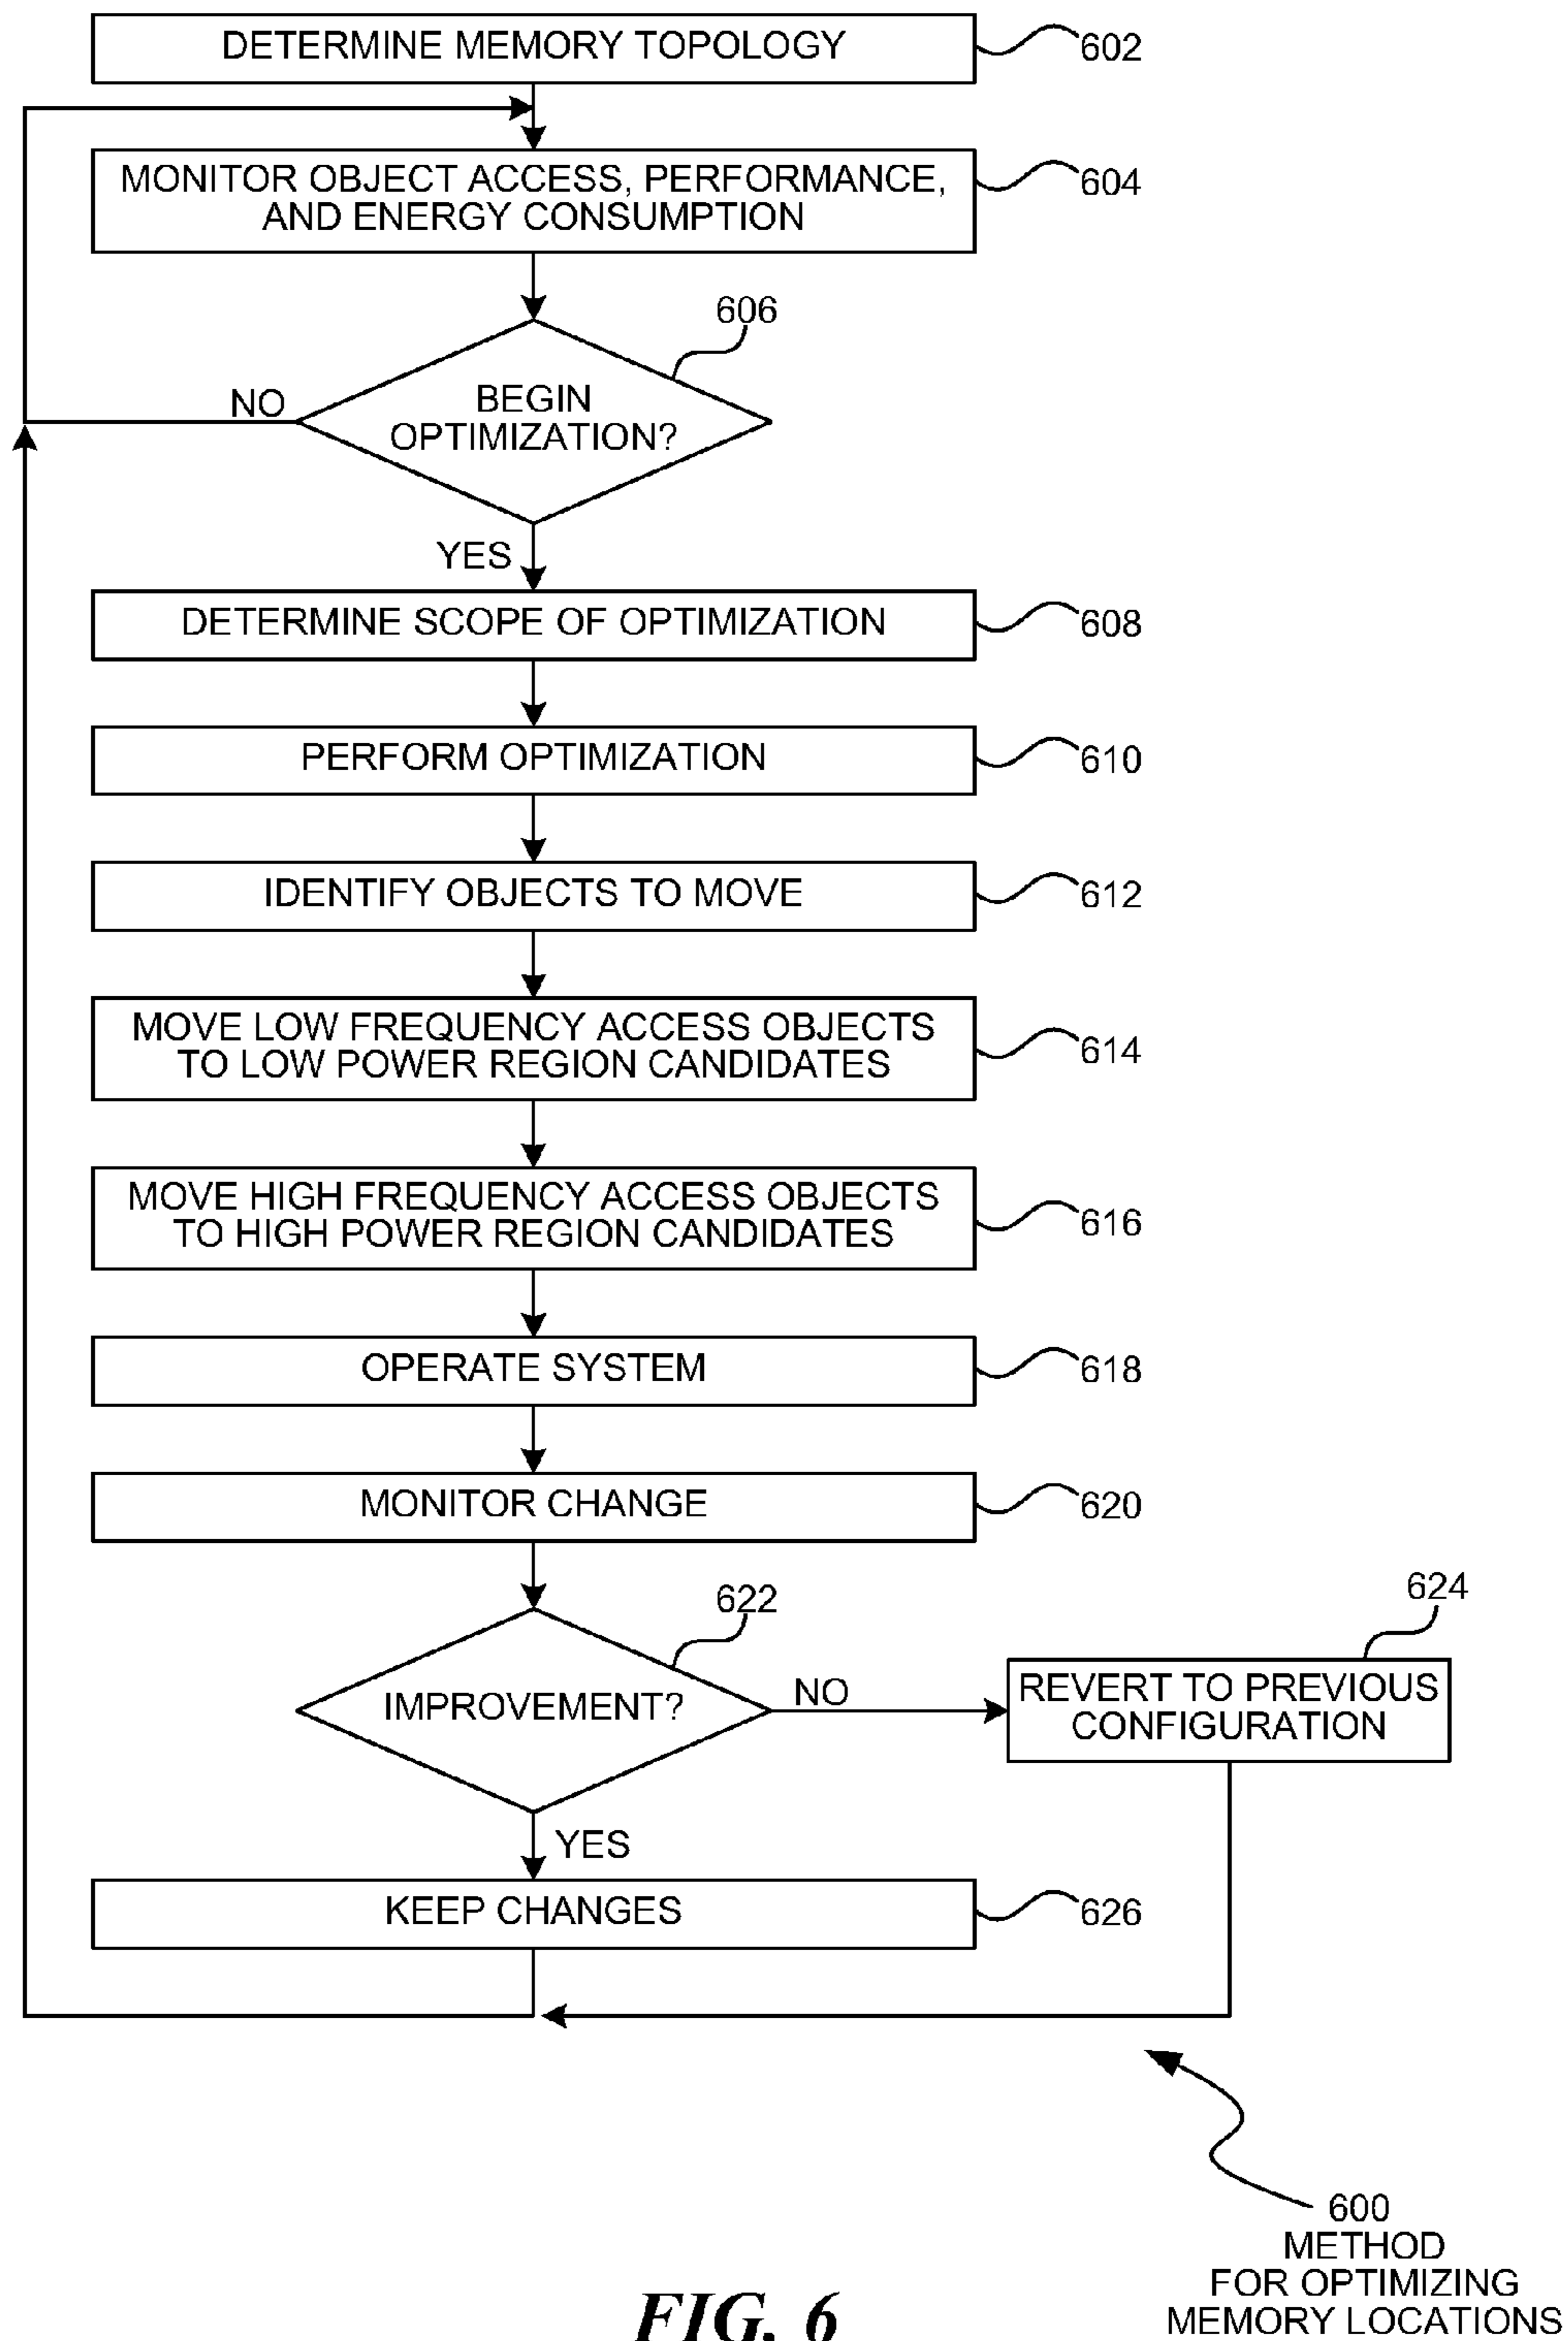 DETERMINE MEMORY TOPOLOGY
602
MONITOR OBJECT ACCESS, PERFORMANCE,
AND ENERGY CONSUMPTION
604
606
BEGIN
OPTIMIZATION?
NO
YES
DETERMINE SCOPE OF OPTIMIZATION
608
PERFORM OPTIMIZATION
610
IDENTIFY OBJECTS TO MOVE
612
MOVE LOW FREQUENCY ACCESS OBJECTS
TO LOW POWER REGION CANDIDATES
614
MOVE HIGH FREQUENCY ACCESS OBJECTS
TO HIGH POWER REGION CANDIDATES
616
OPERATE SYSTEM
618
MONITOR CHANGE
620
622
IMPROVEMENT?
NO
624
REVERT TO PREVIOUS
CONFIGURATION
YES
KEEP CHANGES
626
600
METHOD
FOR OPTIMIZING
MEMORY LOCATIONS
FIG. 6